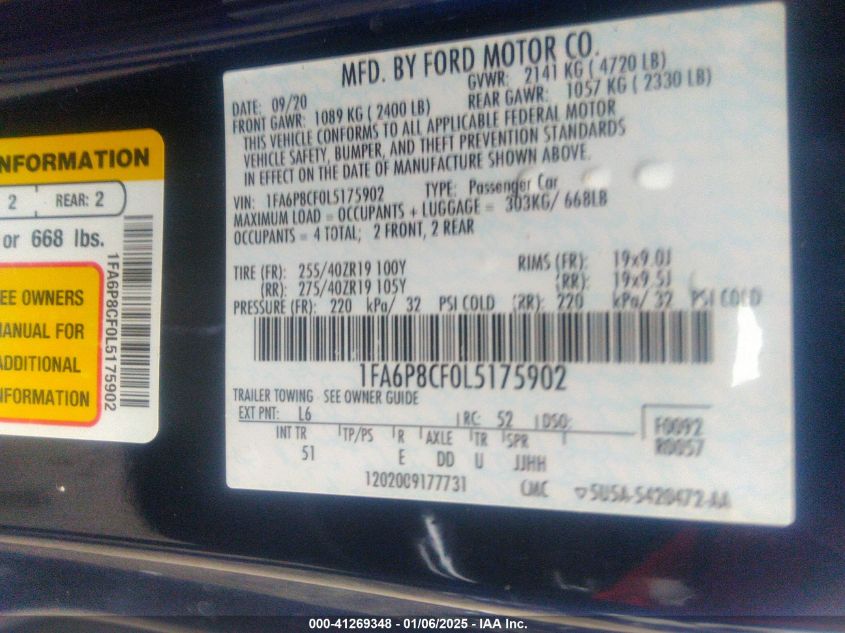 NFORMATION
2 REAR: 2
or 668 lbs.
EE OWNERS
MANUAL FOR
ADDITIONAL
NFORMATION
1FA6P8CF0L5175902
MFD. BY FORD MOTOR CO.
DATE: 09/20 GVWR: 2141 KG ( 4720 LB)
FRONT GAWR: 1089 KG ( 2400 LB) REAR GAWR: 1057 KG ( 2330 LB)
THIS VEHICLE CONFORMS TO ALL APPLICABLE FEDERAL MOTOR
VEHICLE SAFETY, BUMPER, AND THEFT PREVENTION STANDARDS
IN EFFECT ON THE DATE OF MANUFACTURE SHOWN ABOVE.
VIN: 1FA6P8CF0L5175902 TYPE: Passenger Car
MAXIMUM LOAD = OCCUPANTS + LUGGAGE = 303KG/ 668LB
OCCUPANTS = 4 TOTAL, 2 FRONT, 2 REAR
TIRE (FR): 255/40ZR19 100Y RIMS (FR): 19x9.0J
(RR): 275/40ZR19 105Y (RR): 19x9.5J
PRESSURE (FR): 220 kPa/ 32 PSI COLD (RR): 220 kPa/ 32 PSI COLD
1FA6P8CF0L5175902
TRAILER TOWING - SEE OWNER GUIDE
EXT PNT: L6 RC: 52 DSO: F0092
INT TR TP/PS R AXLE TR SPR R0057
51 E DD U JJHH
1202009177731 CMC ▽5U5A-5420472-AA
000-41269348 - 01/06/2025 - IAA Inc.